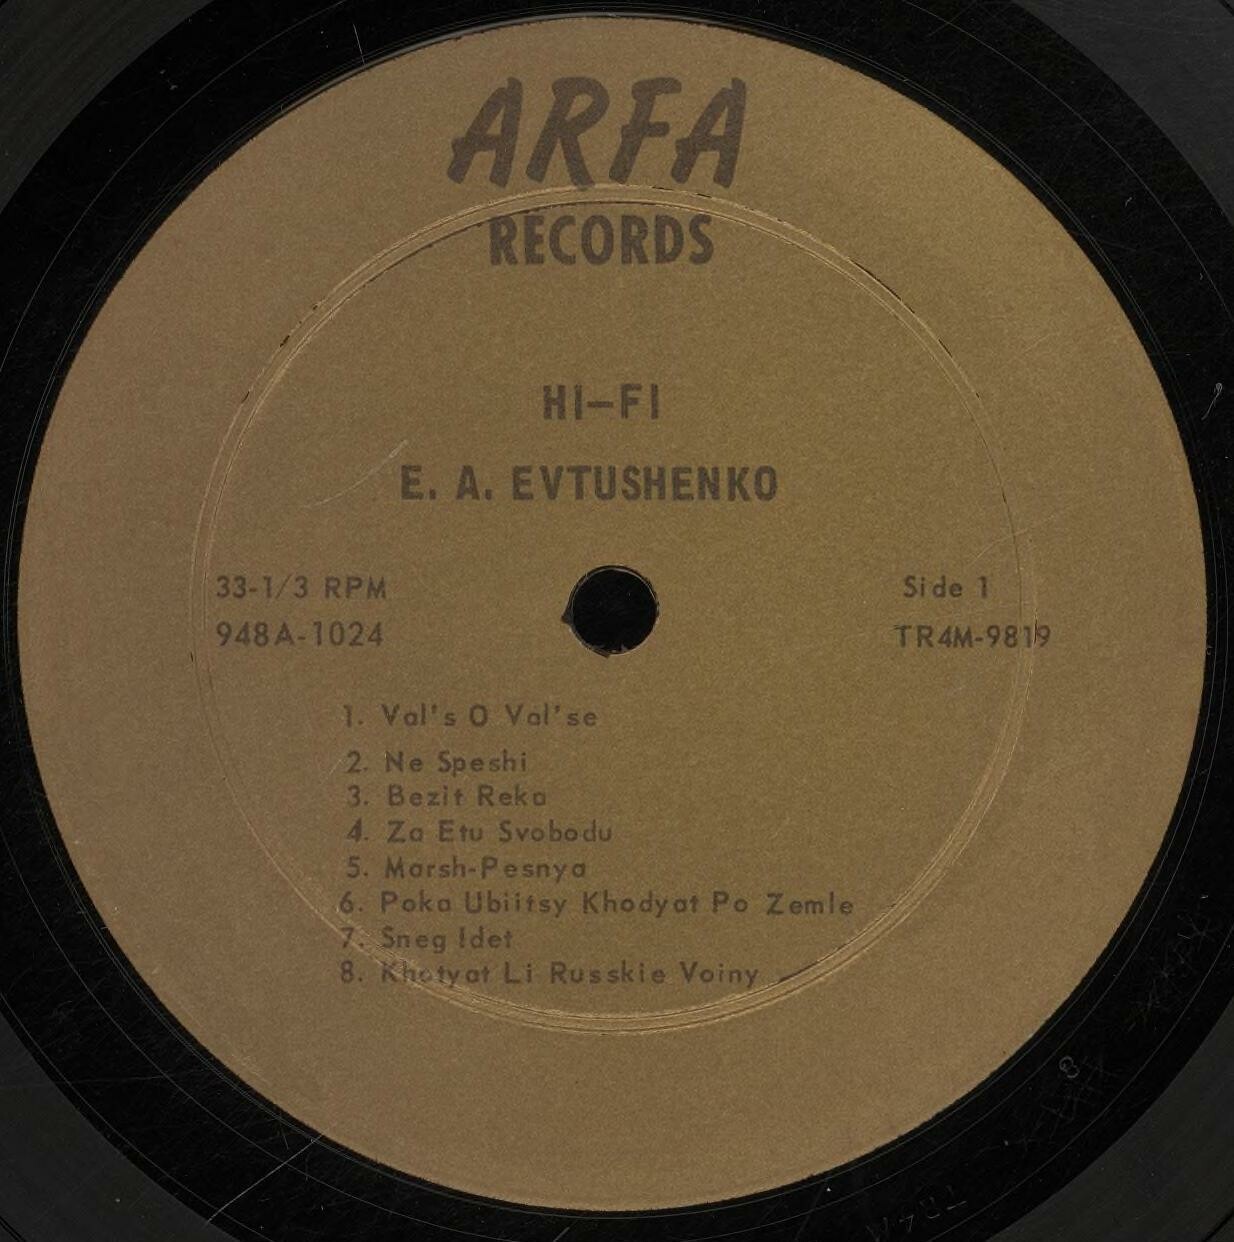 ARFA
RECORDS
HI-FI
E. A. EVTUSHENKO
33-1/3 RPM
Side 1
948A-1024
TR4M-9819
1. Val's O Val'se
2. Ne Speshi
3. Bezit Reka
4. Za Etu Svobodu
5. Marsh-Pesnya
6. Poka Ubiitsy Khodyat Po Zemle
7. Sneg Idet
8. Khotyat Li Russkie Voiny